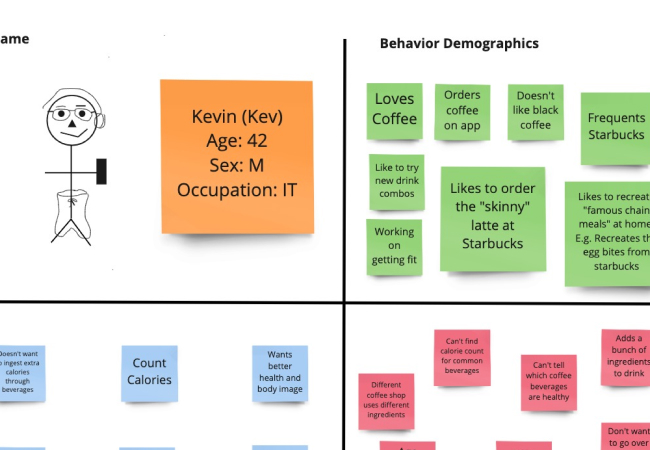 ame
Behavior Demographics
Kevin (Kev)
Age: 42
Sex: M
Occupation: IT
Loves
Coffee
Orders
coffee
on app
Doesn't
like black
coffee
Frequents
Starbucks
Like to try
new drink
combos
Likes to order
the "skinny"
latte at
Starbucks
Likes to recreat
"famous chain
meals" at home
E.g. Recreates th
egg bites from
starbucks
Working
on
getting fit
Doesn't want
o ingest extra
calories
through
beverages
Count
Calories
Wants
better
health and
body image
Can't find
calorie count
for common
beverages
Adds a
bunch of
ingredients
to drink
Can't tell
which coffee
beverages
are healthy
Different
coffee shop
uses different
ingredients
Don't want
to go over